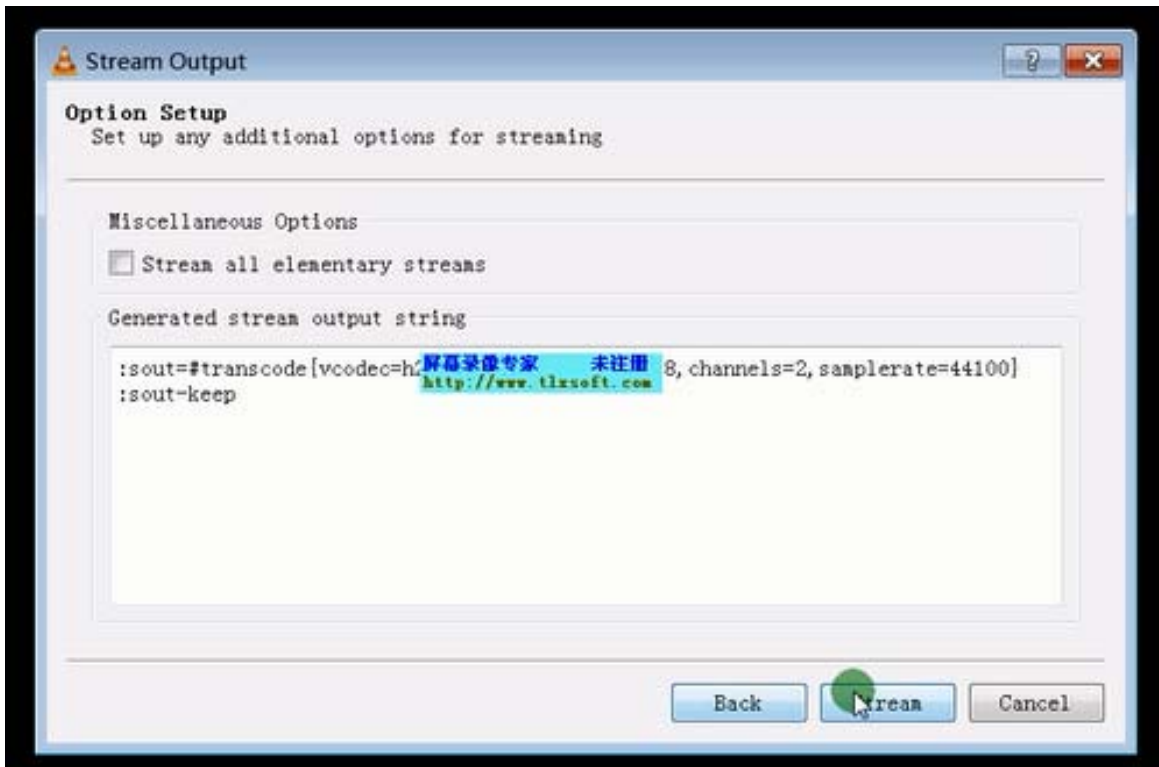 Stream Output
Option Setup
Set up any additional options for streaming
Miscellaneous Options
Stream all elementary streams
Generated stream output string
:sout=#transcode[vcodec=h2 屏幕录像专家 未注册 8,channels=2,samplerate=44100]
http://www.tlxsoft.com
:sout-keep
Back Stream Cancel